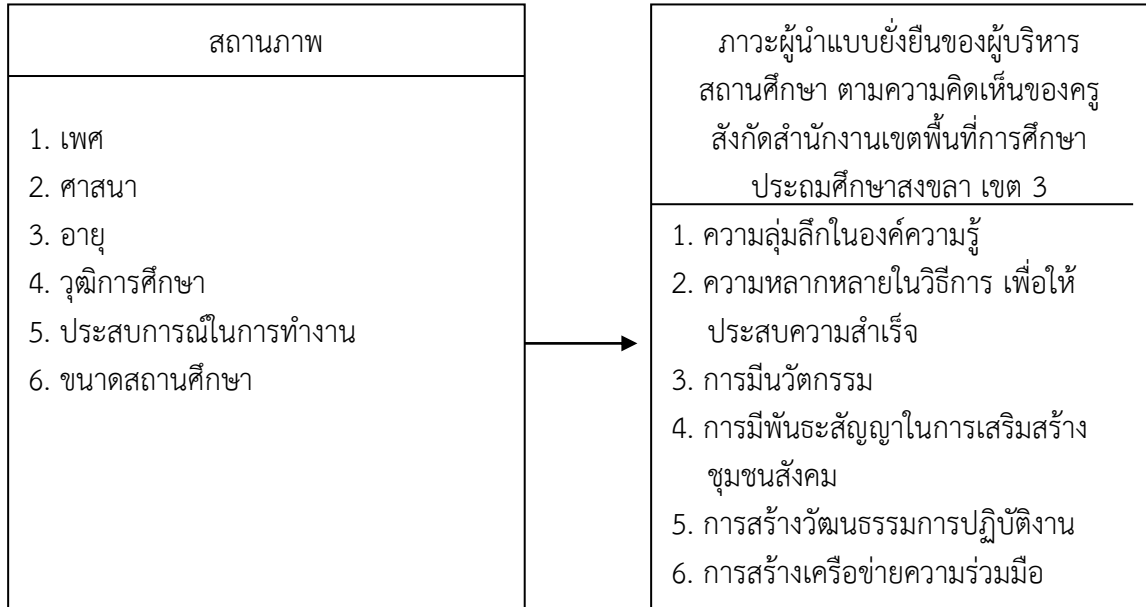 สถานภาพ
1. เพศ
2. ศาสนา
3. อายุ
4. วุฒิการศึกษา
5. ประสบการณ์ในการทำงาน
6. ขนาดสถานศึกษา
ภาวะผู้นำแบบยั่งยืนของผู้บริหาร
สถานศึกษา ตามความคิดเห็นของครู
สังกัดสำนักงานเขตพื้นที่การศึกษา
ประถมศึกษาสงขลา เขต 3
1. ความลุ่มลึกในองค์ความรู้
2. ความหลากหลายในวิธีการ เพื่อให้
ประสบความสำเร็จ
3. การมีนวัตกรรม
4. การมีพันธะสัญญาในการเสริมสร้าง
ชุมชนสังคม
5. การสร้างวัฒนธรรมการปฏิบัติงาน
6. การสร้างเครือข่ายความร่วมมือ